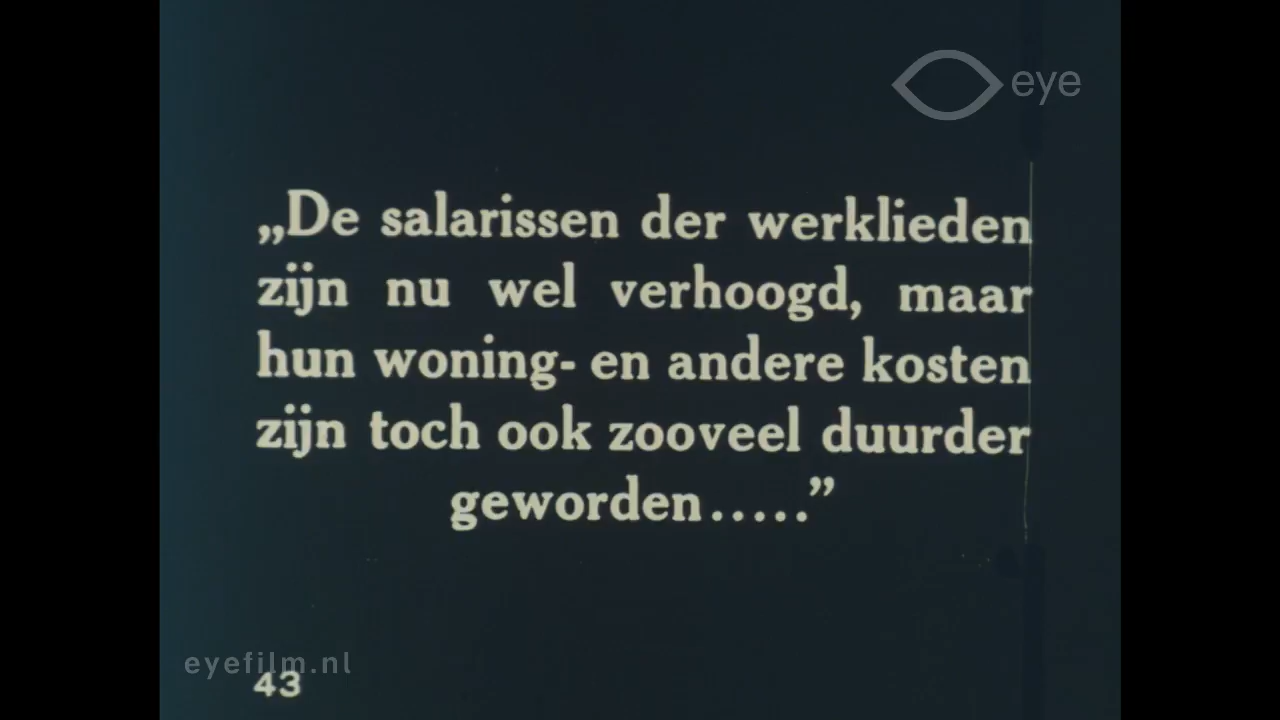 eye
„De salarissen der werklieden
zijn nu wel verhoogd, maar
hun woning- en andere kosten
zijn toch ook zooveel duurder
geworden.....”
eyefilm.nl
43